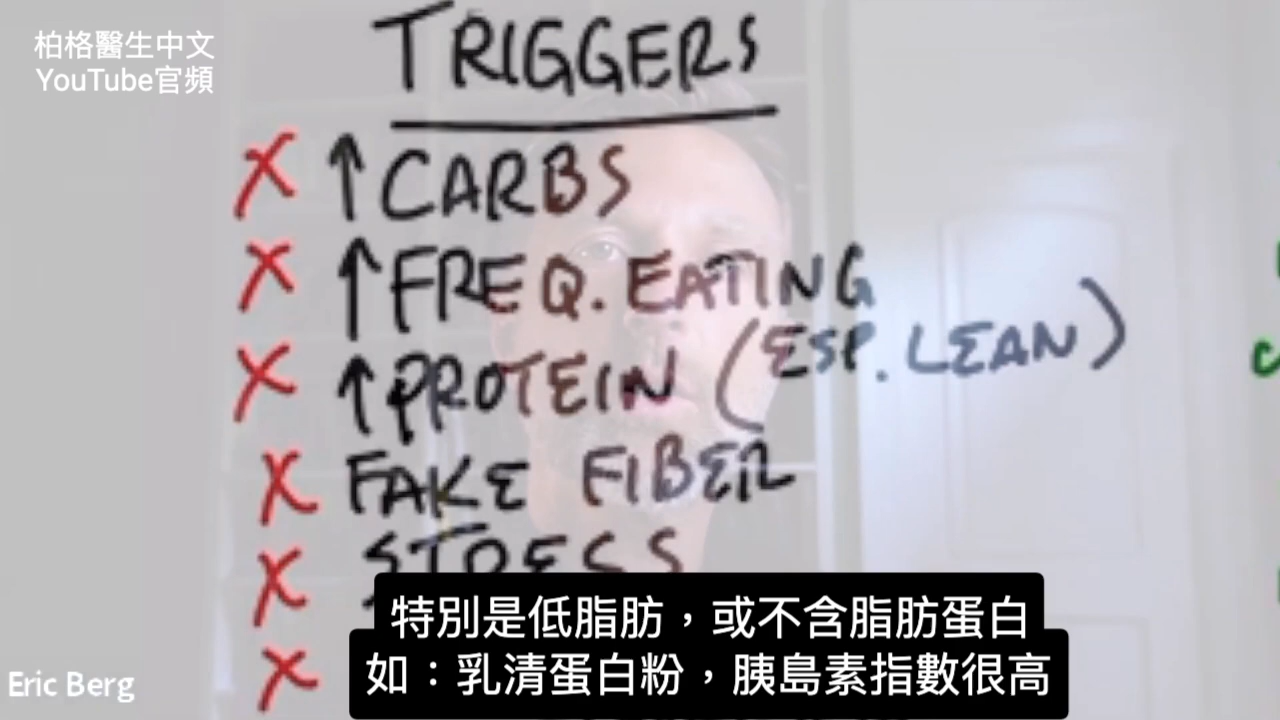 柏格醫生中文
YouTube官頻
TRIGGERS
X ↑ CARBS
X ↑ FREQ. EATING
X ↑ PROTEIN (ESP. LEAN)
X FAKE FIBER
X STRESS
X
特別是低脂肪，或不含脂肪蛋白
如：乳清蛋白粉，胰島素指數很高
Eric Berg